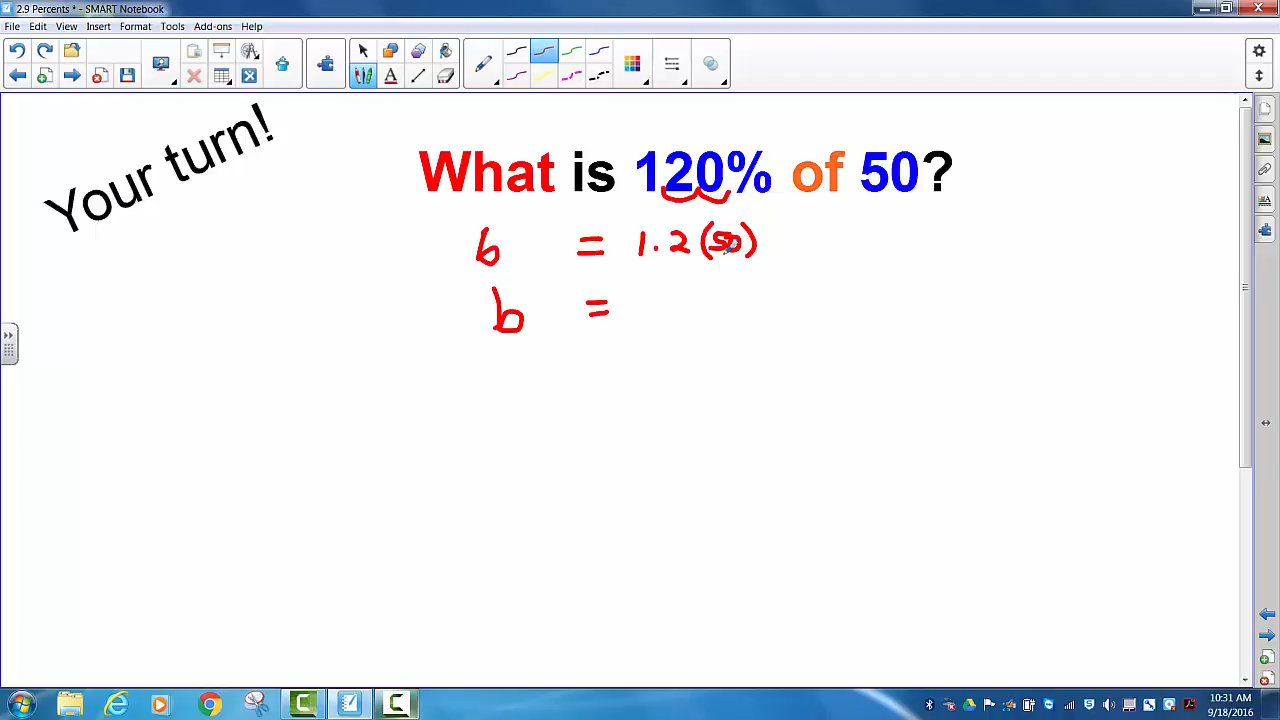 2.9 Percents * - SMART Notebook
File Edit View Insert Format Tools Add-ons Help
Your turn!
What is 120% of 50?
b = 1.2(50)
b =
10:31 AM
9/18/2016